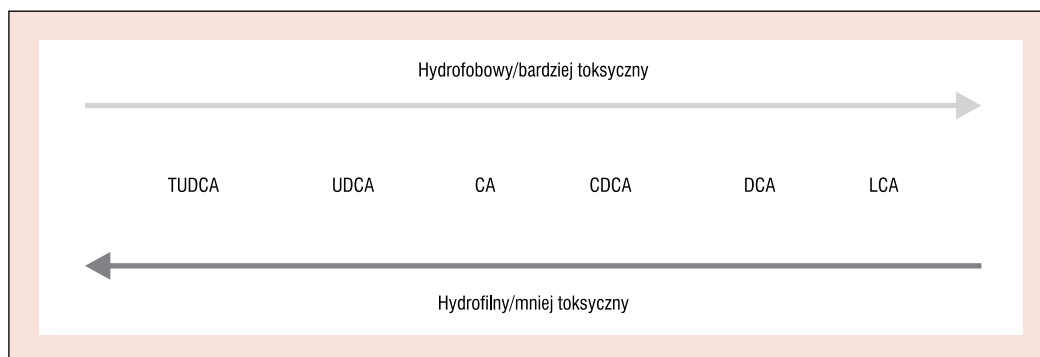 Hydrofobowy/bardziej toksyczny
TUDCA UDCA CA CDCA DCA LCA
Hydrofilny/mniej toksyczny